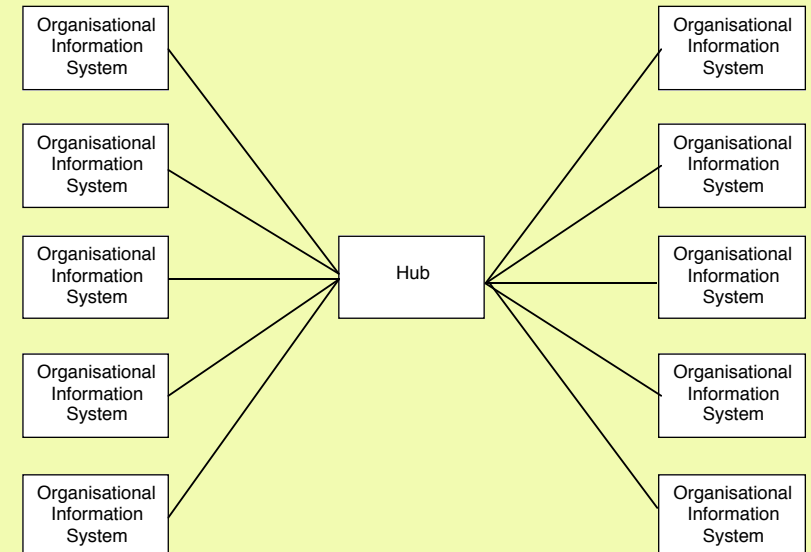 Organisational
Information
System
Organisational
Information
System
Organisational
Information
System
Organisational
Information
System
Organisational
Information
System
Hub
Organisational
Information
System
Organisational
Information
System
Organisational
Information
System
Organisational
Information
System
Organisational
Information
System